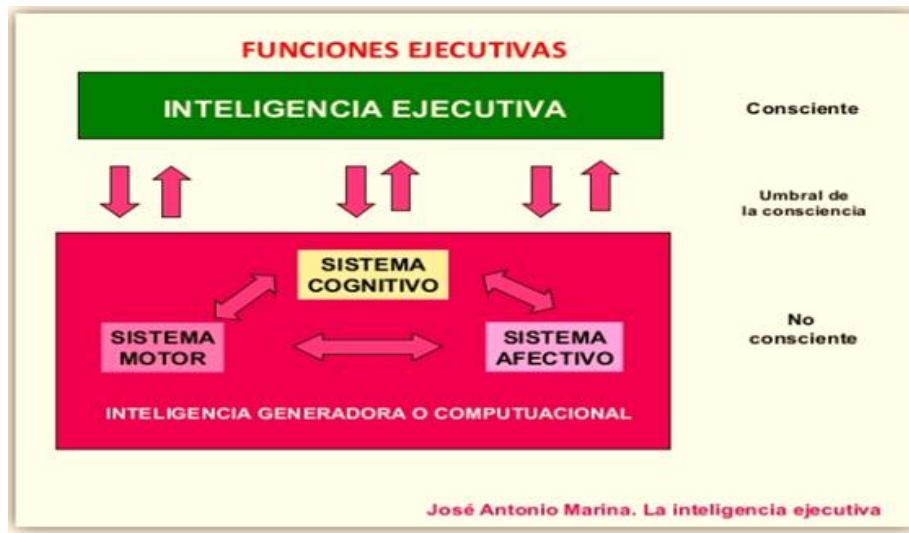 FUNCIONES EJECUTIVAS
INTELIGENCIA EJECUTIVA
Consciente
Umbral de
la consciencia
SISTEMA
COGNITIVO
SISTEMA
MOTOR
SISTEMA
AFECTIVO
No
consciente
INTELIGENCIA GENERADORA O COMPUTUACIONAL
José Antonio Marina. La inteligencia ejecutiva